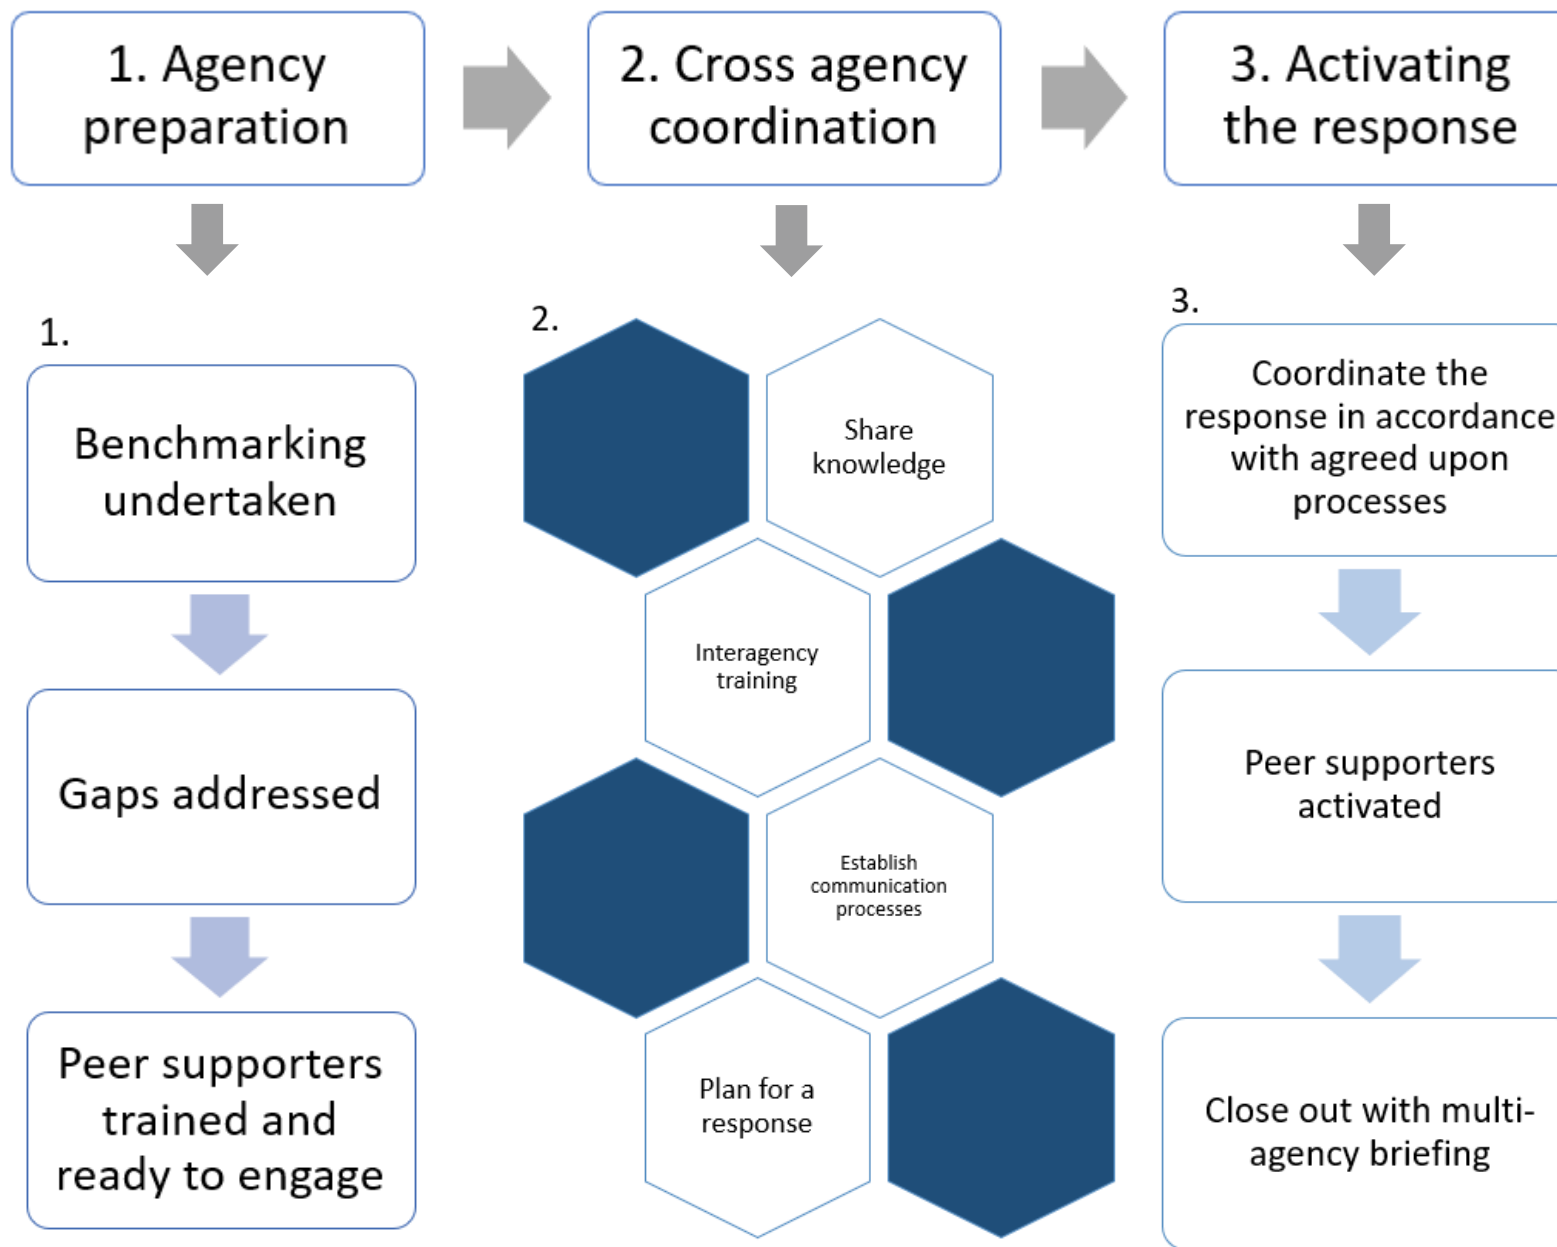 1. Agency
preparation
2. Cross agency
coordination
3. Activating
the response
1.
Benchmarking
undertaken
Gaps addressed
Peer supporters
trained and
ready to engage
2.
Share
knowledge
Interagency
training
Establish
communication
processes
Plan for a
response
3.
Coordinate the
response in accordance
with agreed upon
processes
Peer supporters
activated
Close out with multi-
agency briefing